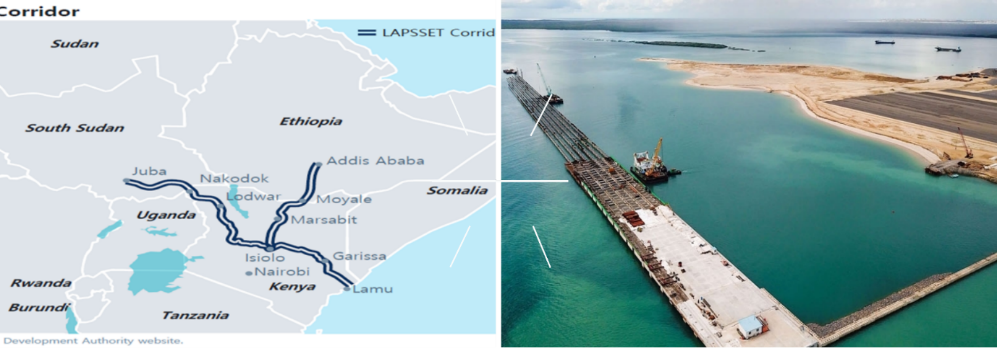 Corridor
LAPSSET Corrid
Sudan
South Sudan
Ethiopia
Addis Ababa
Juba
Nakodok
Somalia
Lodwar
Moyale
Uganda
Marsabit
Isiolo
Garissa
Nairobi
Rwanda
Kenya
Lamu
Burundi
Tanzania
Development Authority website.